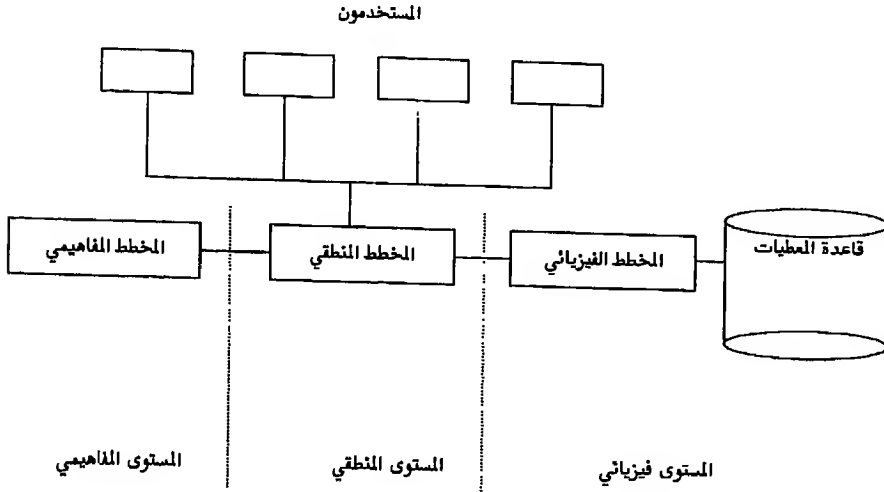 المستخدمون
قاعدة المعطيات
المخطط الفيزيائي
المخطط المنطقي
المخطط المفاهيمي
المستوى فيزيائي
المستوى المنطقي
المستوى المفاهيمي